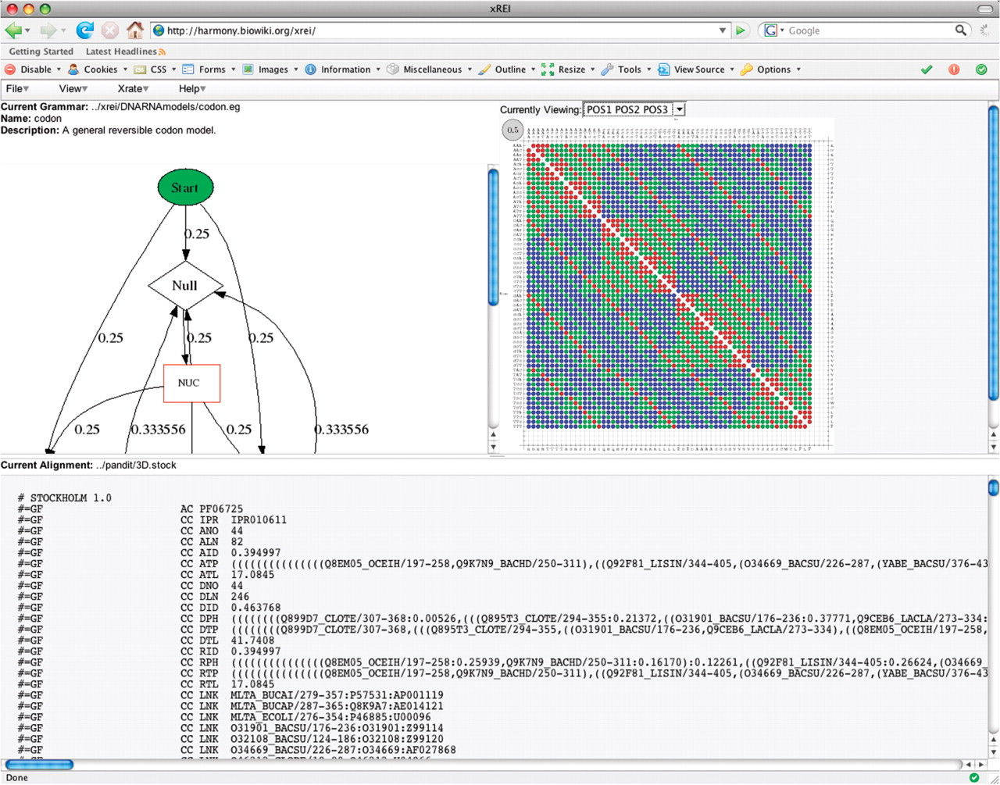 xREI
http://harmony.biowiki.org/xrei/
Google
Getting Started Latest Headlines
Disable Cookies CSS Forms Images Information Miscellaneous Outline Resize Tools View Source Options
File View Xrate Help
Current Grammar: ../xrei/DNARNAmodels/codon.eg
Name: codon
Description: A general reversible codon model.
Currently Viewing: POS1 POS2 POS3
0.5
Start
0.25
Null
0.25 0.25 0.25
NUC
0.25 0.333556 0.25 0.333556
Current Alignment: ../pandit/3D.stock
# STOCKHOLM 1.0
#=GF AC PF06725
#=GF CC IPR IPR010611
#=GF CC ANO 44
#=GF CC ALN 82
#=GF CC AID 0.394997
#=GF CC ATP (((((((((((((((Q8EM05_OCEIH/197-258,Q9K7N9_BACHD/250-311),((Q92F81_LISIN/344-405,(O34669_BACSU/226-287,(YABE_BACSU/376-43
#=GF CC ATL 17.0845
#=GF CC DNO 44
#=GF CC DLN 246
#=GF CC DID 0.463768
#=GF CC DPH ((((((((Q899D7_CLOTE/307-368:0.00526,(((Q895T3_CLOTE/294-355:0.21372,((O31901_BACSU/176-236:0.37771,Q9CEB6_LACLA/273-334:
#=GF CC DTP ((((((((Q899D7_CLOTE/307-368,(((Q895T3_CLOTE/294-355,((O31901_BACSU/176-236,Q9CEB6_LACLA/273-334),((Q8EM05_OCEIH/197-258,
#=GF CC DTL 41.7408
#=GF CC RID 0.394997
#=GF CC RPH (((((((((((((((Q8EM05_OCEIH/197-258:0.25939,Q9K7N9_BACHD/250-311:0.16170):0.12261,((Q92F81_LISIN/344-405:0.26624,(O34669_
#=GF CC RTP (((((((((((((((Q8EM05_OCEIH/197-258,Q9K7N9_BACHD/250-311),((Q92F81_LISIN/344-405,(O34669_BACSU/226-287,(YABE_BACSU/376-43
#=GF CC RTL 17.0845
#=GF CC LNK MLTA_BUCAI/279-357:P57531:AP001119
#=GF CC LNK MLTA_BUCAP/287-365:Q8K9A7:AE014121
#=GF CC LNK MLTA_ECOLI/276-354:P46885:U00096
#=GF CC LNK O31901_BACSU/176-236:O31901:Z99114
#=GF CC LNK O32108_BACSU/124-186:O32108:Z99120
#=GF CC LNK O34669_BACSU/226-287:O34669:AF027868
Done